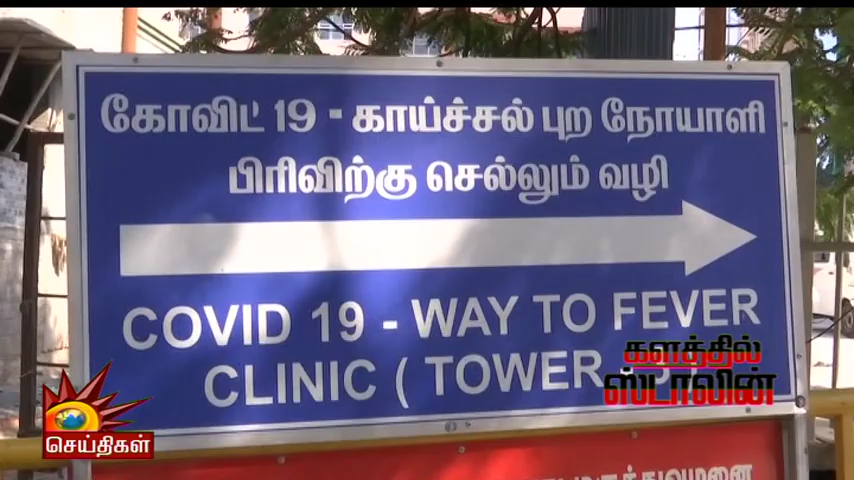 கோவிட் 19 - காய்ச்சல் புற நோயாளி
பிரிவிற்கு செல்லும் வழி
COVID 19 - WAY TO FEVER
CLINIC ( TOWER
களத்தில்
ஸ்டாலின்
செய்திகள்